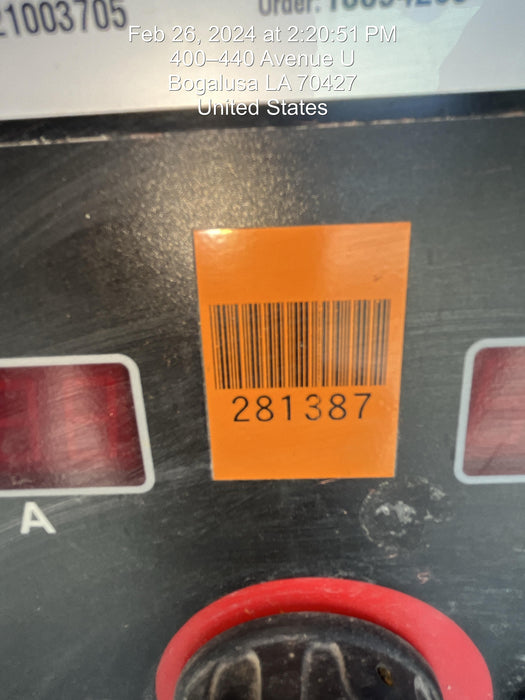 21003705
Order:
Feb 26, 2024 at 2:20:51 PM
400–440 Avenue U
Bogalusa LA 70427
United States
281387
A